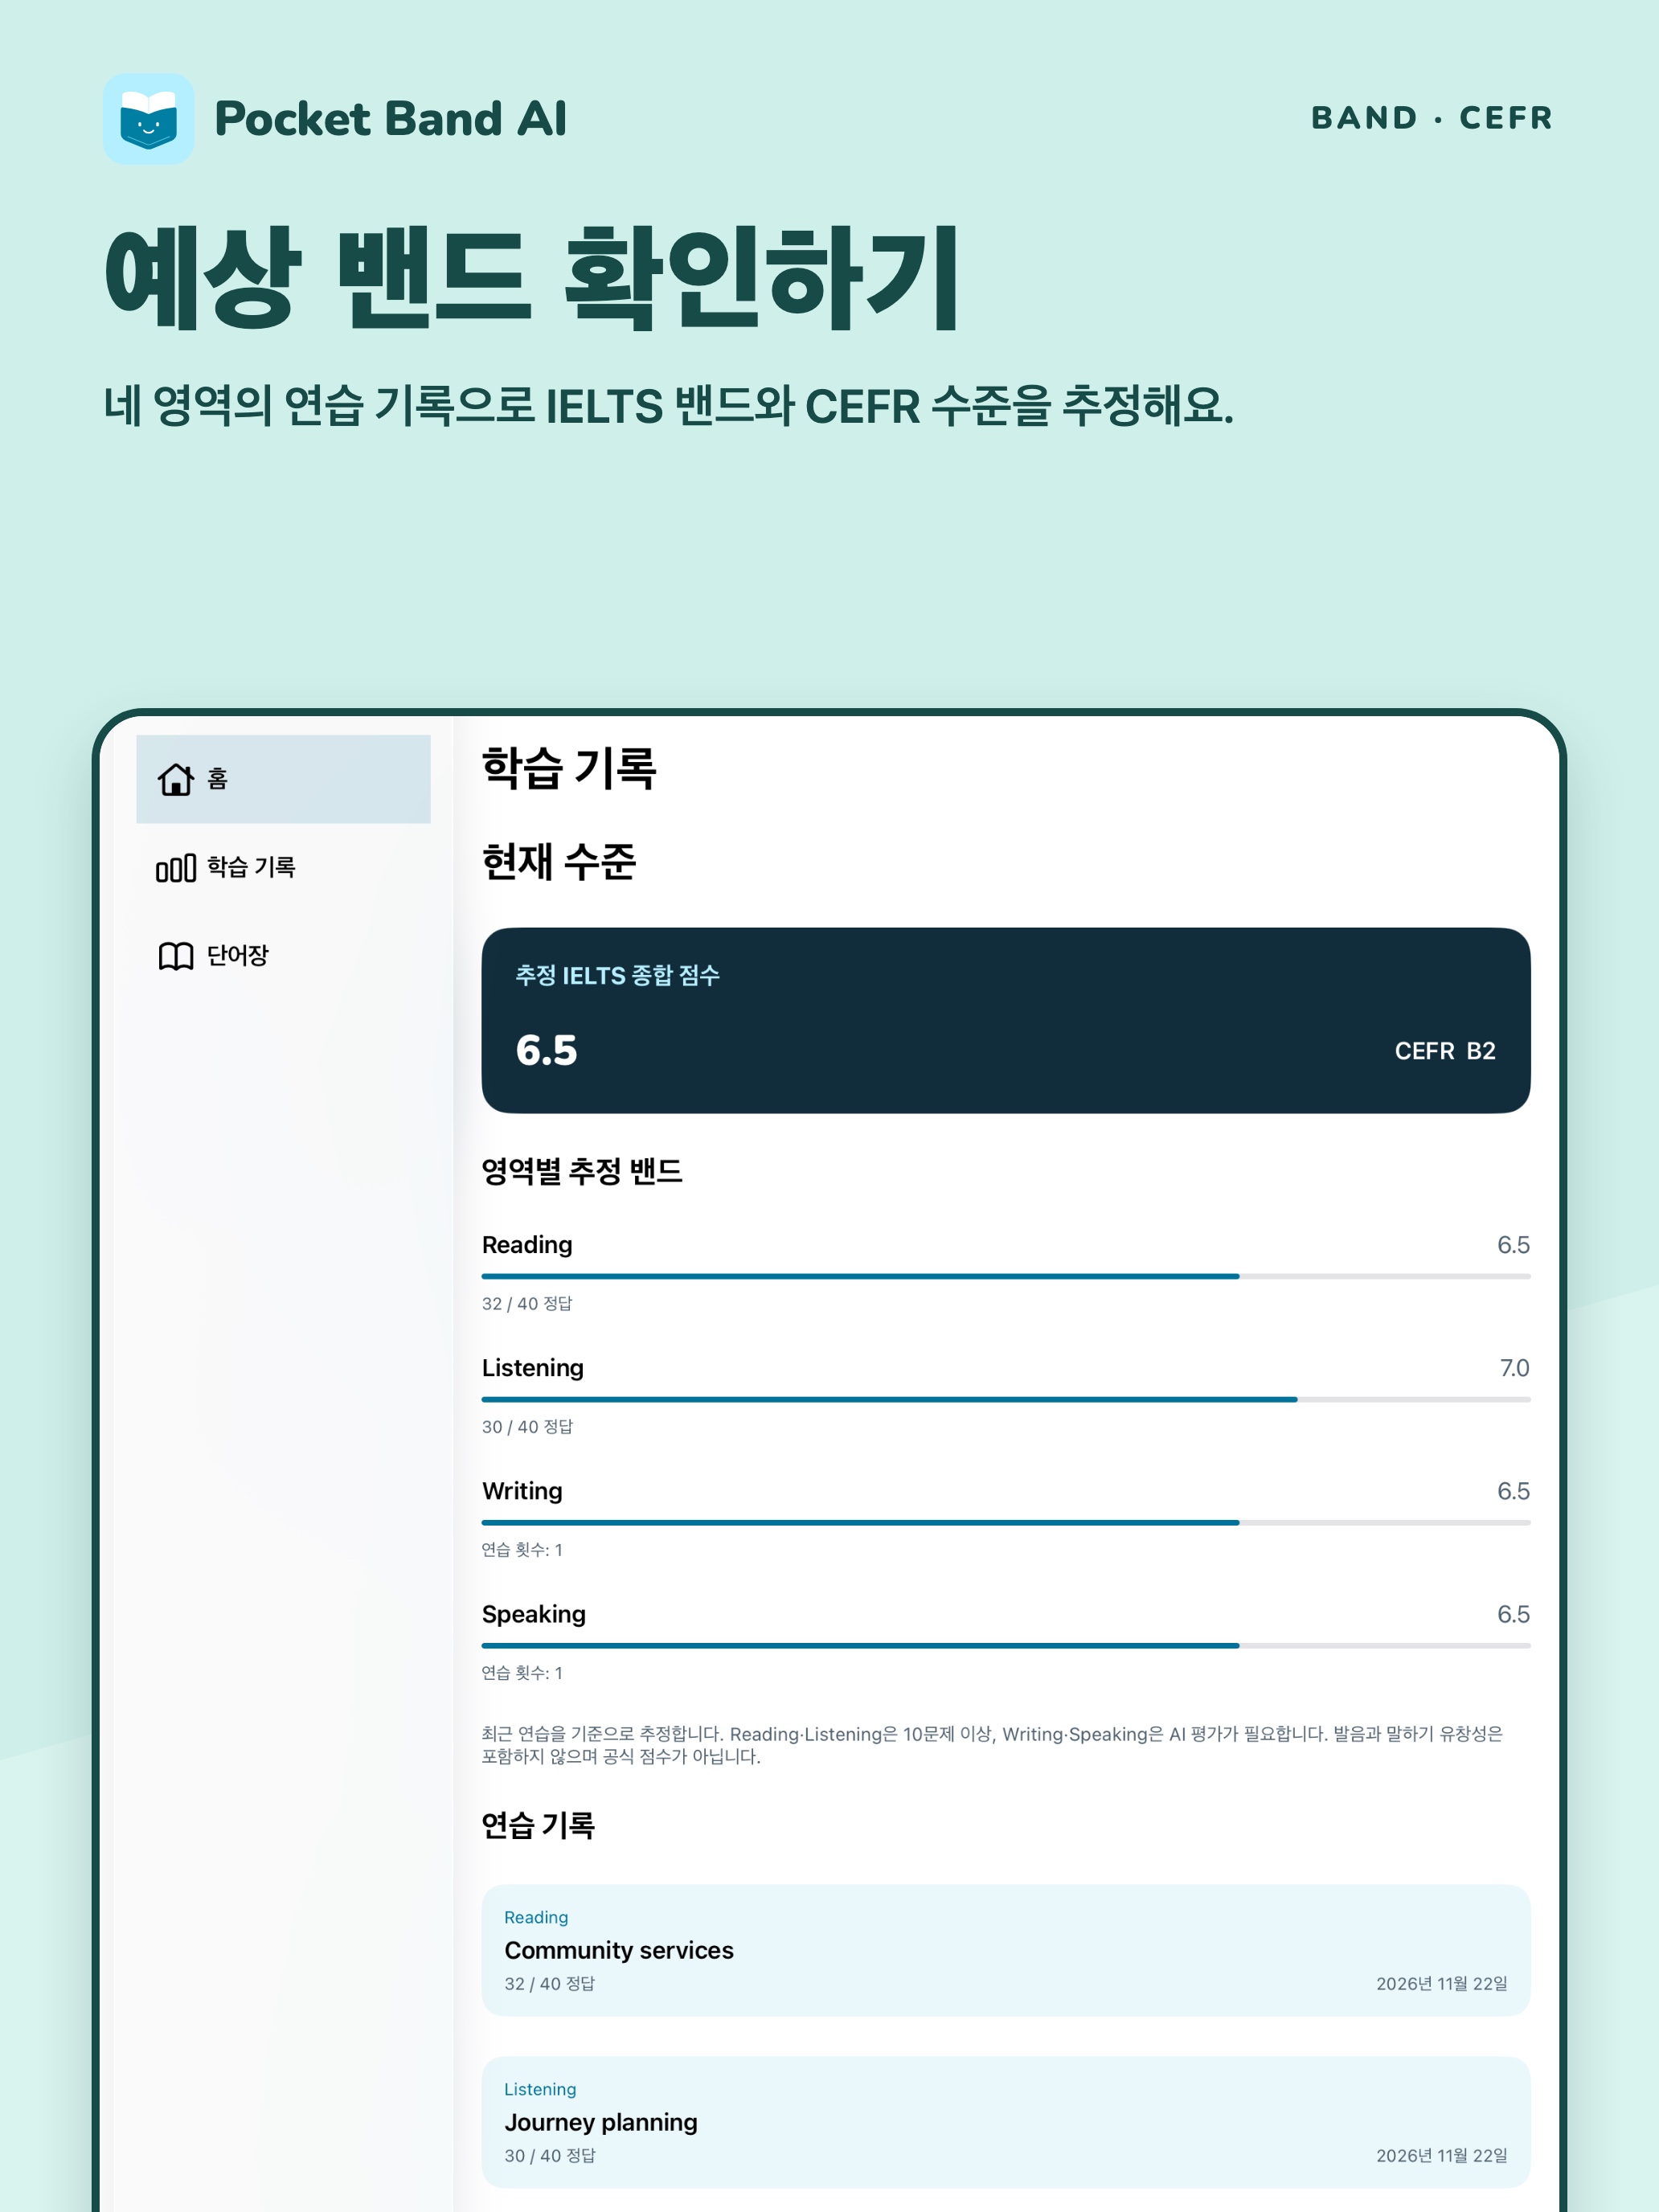 Pocket Band AI
BAND · CEFR
예상 밴드 확인하기
네 영역의 연습 기록으로 IELTS 밴드와 CEFR 수준을 추정해요.
홈
학습 기록
단어장
학습 기록
현재 수준
추정 IELTS 종합 점수
6.5
CEFR B2
영역별 추정 밴드
Reading 6.5
32 / 40 정답
Listening 7.0
30 / 40 정답
Writing 6.5
연습 횟수: 1
Speaking 6.5
연습 횟수: 1
최근 연습을 기준으로 추정합니다. Reading·Listening은 10문제 이상, Writing·Speaking은 AI 평가가 필요합니다. 발음과 말하기 유창성은
포함하지 않으며 공식 점수가 아닙니다.
연습 기록
Reading
Community services
32 / 40 정답 2026년 11월 22일
Listening
Journey planning
30 / 40 정답 2026년 11월 22일